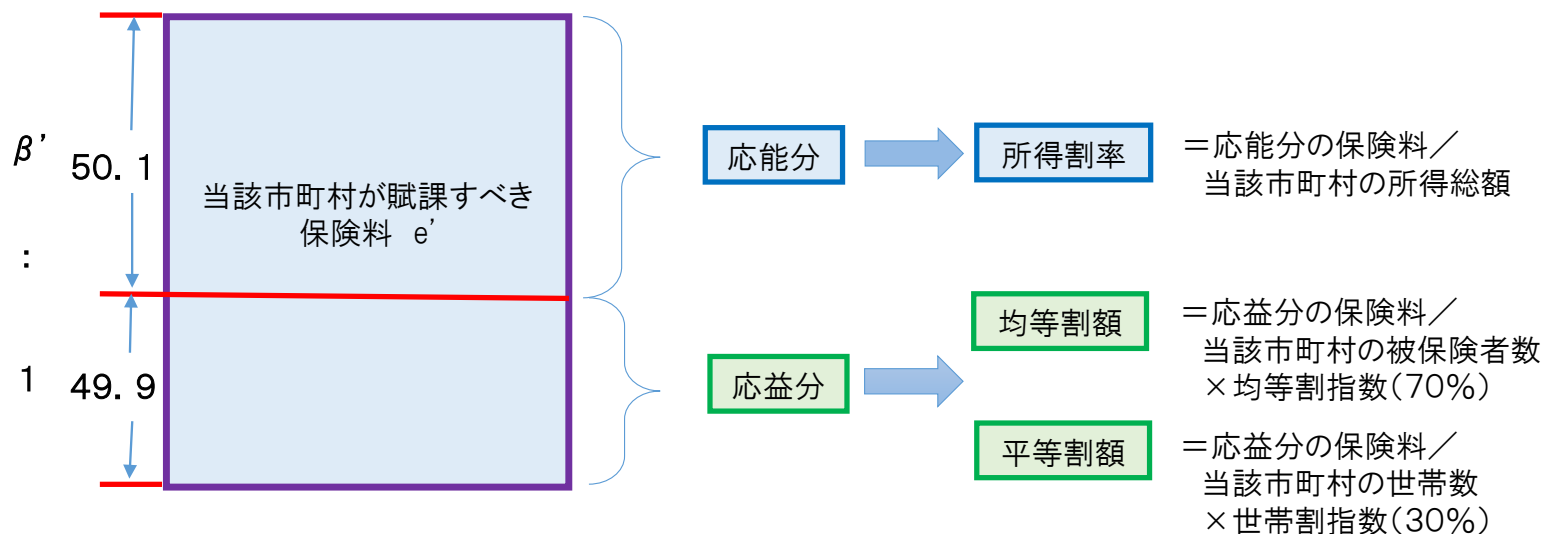 β' 50.1
:
1 49.9
当該市町村が賦課すべき
保険料 e'
応能分
所得割率
=応能分の保険料/
当該市町村の所得総額
応益分
均等割額
=応益分の保険料/
当該市町村の被保険者数
×均等割指数(70%)
平等割額
=応益分の保険料/
当該市町村の世帯数
×世帯割指数(30%)